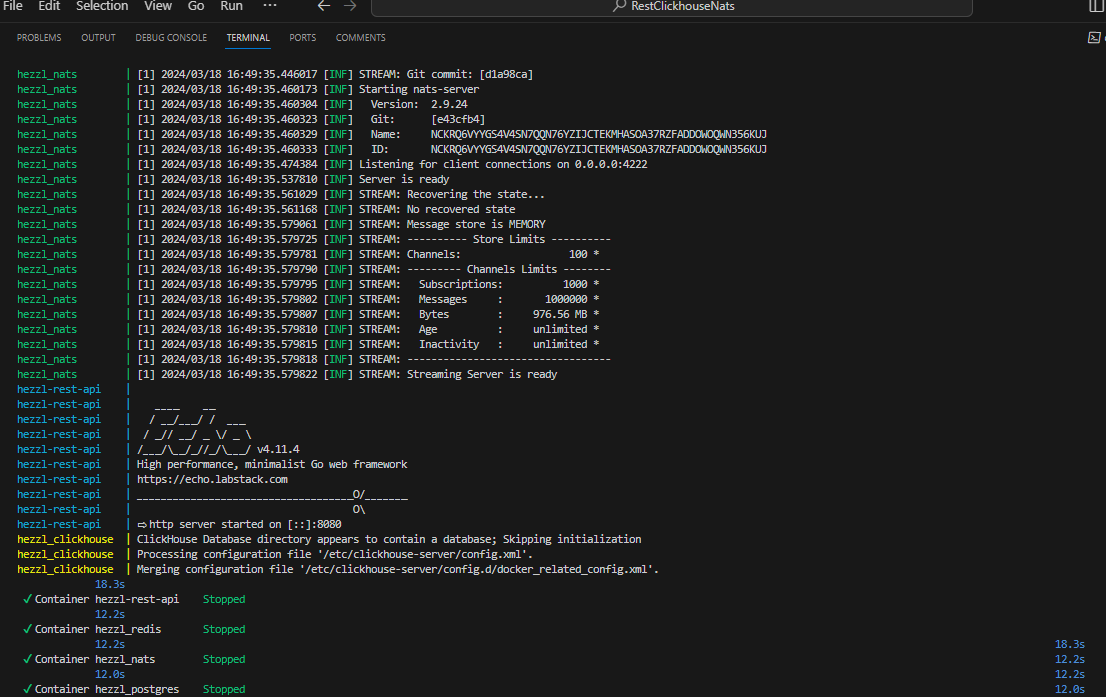 File Edit Selection View Go Run ··· ← → RestClickhouseNats
PROBLEMS OUTPUT DEBUG CONSOLE TERMINAL PORTS COMMENTS
hezzl_nats | [1] 2024/03/18 16:49:35.446017 [INF] STREAM: Git commit: [d1a98ca]
hezzl_nats | [1] 2024/03/18 16:49:35.460173 [INF] Starting nats-server
hezzl_nats | [1] 2024/03/18 16:49:35.460304 [INF]   Version:  2.9.24
hezzl_nats | [1] 2024/03/18 16:49:35.460323 [INF]   Git:      [e43cfb4]
hezzl_nats | [1] 2024/03/18 16:49:35.460329 [INF]   Name:     NCKRQ6VYYGS4V4SN7QQN76YZIJCTEKMHASOA37RZFADDOWOQWN356KUJ
hezzl_nats | [1] 2024/03/18 16:49:35.460333 [INF]   ID:       NCKRQ6VYYGS4V4SN7QQN76YZIJCTEKMHASOA37RZFADDOWOQWN356KUJ
hezzl_nats | [1] 2024/03/18 16:49:35.474384 [INF] Listening for client connections on 0.0.0.0:4222
hezzl_nats | [1] 2024/03/18 16:49:35.537810 [INF] Server is ready
hezzl_nats | [1] 2024/03/18 16:49:35.561029 [INF] STREAM: Recovering the state...
hezzl_nats | [1] 2024/03/18 16:49:35.561168 [INF] STREAM: No recovered state
hezzl_nats | [1] 2024/03/18 16:49:35.579061 [INF] STREAM: Message store is MEMORY
hezzl_nats | [1] 2024/03/18 16:49:35.579725 [INF] STREAM: ---------- Store Limits ----------
hezzl_nats | [1] 2024/03/18 16:49:35.579781 [INF] STREAM: Channels:                  100 *
hezzl_nats | [1] 2024/03/18 16:49:35.579790 [INF] STREAM: --------- Channels Limits --------
hezzl_nats | [1] 2024/03/18 16:49:35.579795 [INF] STREAM:   Subscriptions:          1000 *
hezzl_nats | [1] 2024/03/18 16:49:35.579802 [INF] STREAM:   Messages     :       1000000 *
hezzl_nats | [1] 2024/03/18 16:49:35.579807 [INF] STREAM:   Bytes        :     976.56 MB *
hezzl_nats | [1] 2024/03/18 16:49:35.579810 [INF] STREAM:   Age          :     unlimited *
hezzl_nats | [1] 2024/03/18 16:49:35.579815 [INF] STREAM:   Inactivity   :     unlimited *
hezzl_nats | [1] 2024/03/18 16:49:35.579818 [INF] STREAM: ----------------------------------
hezzl_nats | [1] 2024/03/18 16:49:35.579822 [INF] STREAM: Streaming Server is ready
hezzl-rest-api |
hezzl-rest-api |    ____    __
hezzl-rest-api |   / __/___/ /  ___
hezzl-rest-api |  / _// __/ _ \/ _ \
hezzl-rest-api | /___/\__/_//_/\___/ v4.11.4
hezzl-rest-api | High performance, minimalist Go web framework
hezzl-rest-api | https://echo.labstack.com
hezzl-rest-api | ____________________________________O/_______
hezzl-rest-api |                                     O\
hezzl-rest-api | ⇨ http server started on [::]:8080
hezzl_clickhouse | ClickHouse Database directory appears to contain a database; Skipping initialization
hezzl_clickhouse | Processing configuration file '/etc/clickhouse-server/config.xml'.
hezzl_clickhouse | Merging configuration file '/etc/clickhouse-server/config.d/docker_related_config.xml'.
18.3s
✓ Container hezzl-rest-api Stopped
12.2s
✓ Container hezzl_redis Stopped
12.2s 18.3s
✓ Container hezzl_nats Stopped 12.2s
12.0s 12.2s
✓ Container hezzl_postgres Stopped 12.0s